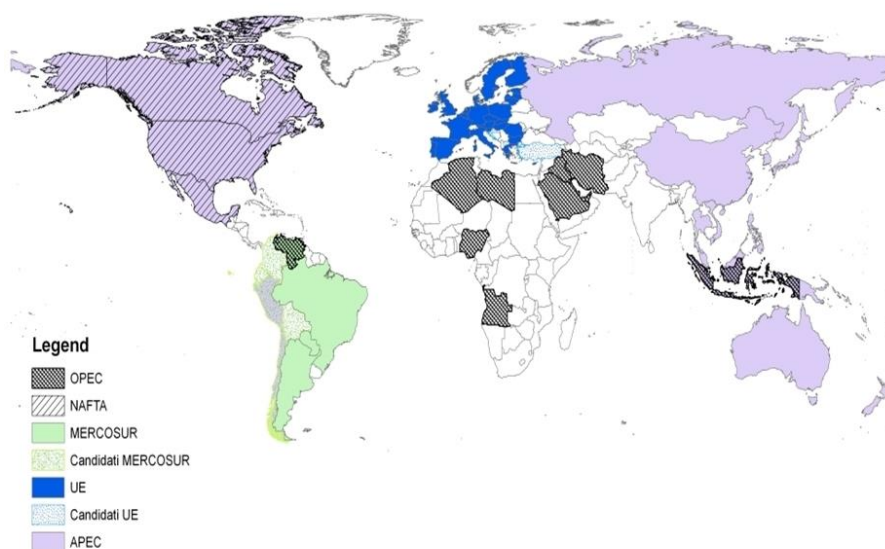 Legend
OPEC
NAFTA
MERCOSUR
Candidati MERCOSUR
UE
Candidati UE
APEC